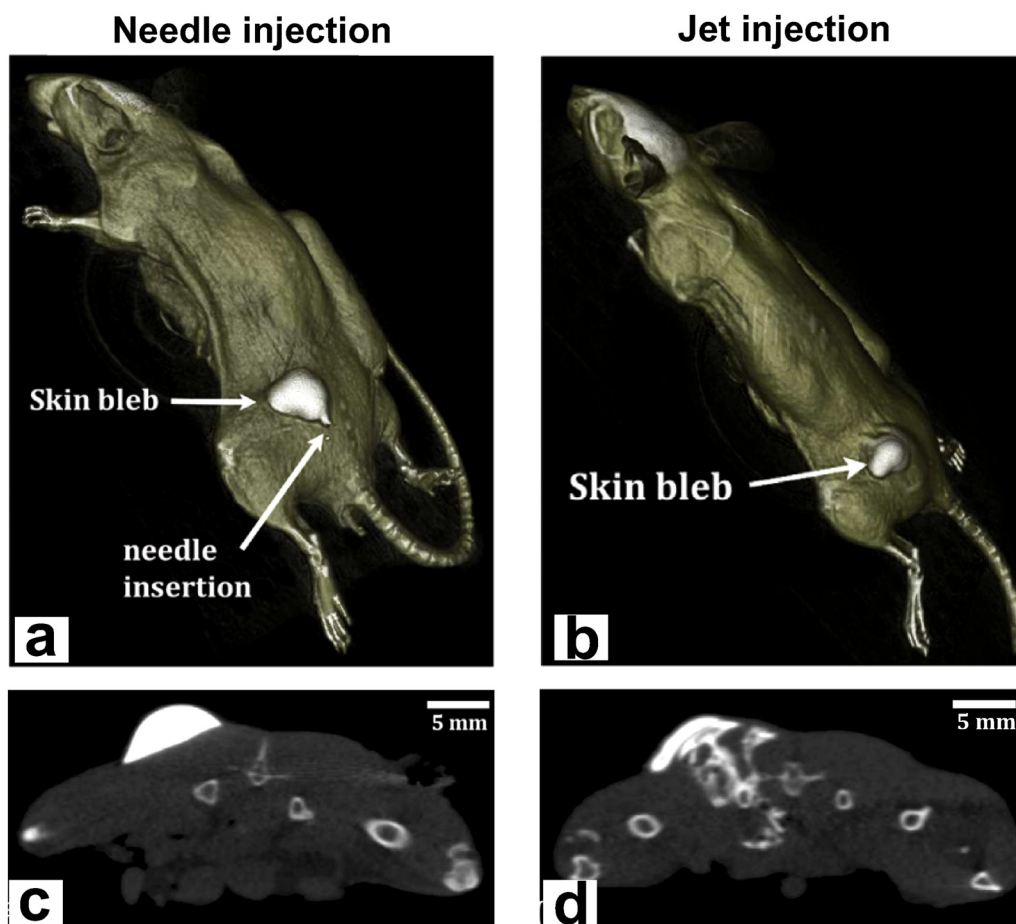 Needle injection
Jet injection
Skin bleb
needle
insertion
a
Skin bleb
b
5 mm
c
5 mm
d